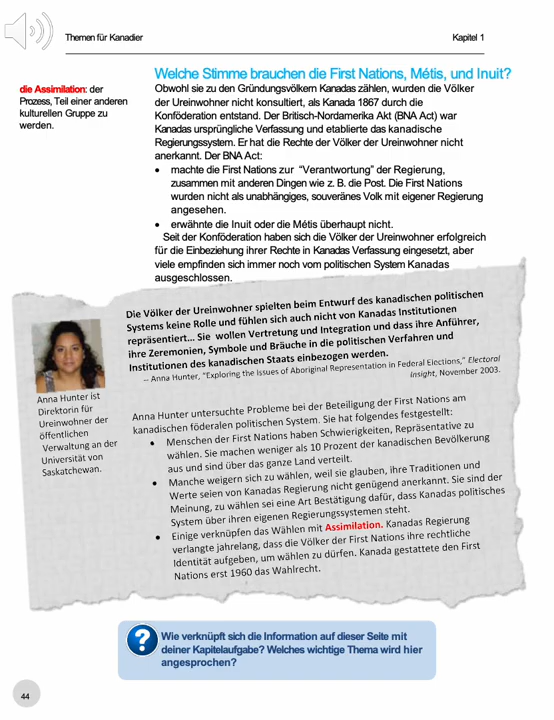 Themen für Kanadier
Kapitel 1
Welche Stimme brauchen die First Nations, Métis, und Inuit?
die Assimilation: der
Prozess, Teil einer anderen
kulturellen Gruppe zu
werden.
Obwohl sie zu den Gründungsvölkern Kanadas zählen, wurden die Völker
der Ureinwohner nicht konsultiert, als Kanada 1867 durch die
Konföderation entstand. Der Britisch-Nordamerika Akt (BNA Act) war
Kanadas ursprüngliche Verfassung und etablierte das kanadische
Regierungssystem. Er hat die Rechte der Völker der Ureinwohner nicht
anerkannt. Der BNA Act:
• machte die First Nations zur “Verantwortung” der Regierung,
zusammen mit anderen Dingen wie z. B. die Post. Die First Nations
wurden nicht als unabhängiges, souveränes Volk mit eigener Regierung
angesehen.
• erwähnte die Inuit oder die Métis überhaupt nicht.
Seit der Konföderation haben sich die Völker der Ureinwohner erfolgreich
für die Einbeziehung ihrer Rechte in Kanadas Verfassung eingesetzt, aber
viele empfinden sich immer noch vom politischen System Kanadas
ausgeschlossen.
Die Völker der Ureinwohner spielten beim Entwurf des kanadischen politischen
Systems keine Rolle und fühlen sich auch nicht von Kanadas Institutionen
repräsentiert... Sie wollen Vertretung und Integration und dass ihre Anführer,
ihre Zeremonien, Symbole und Bräuche in die politischen Verfahren und
Institutionen des kanadischen Staats einbezogen werden.
-- Anna Hunter, “Exploring the Issues of Aboriginal Representation in Federal Elections,” Electoral
Insight, November 2003.
Anna Hunter ist
Direktorin für
Ureinwohner der
öffentlichen
Verwaltung an der
Universität von
Saskatchewan.
Anna Hunter untersuchte Probleme bei der Beteiligung der First Nations am
kanadischen föderalen politischen System. Sie hat folgendes festgestellt:
• Menschen der First Nations haben Schwierigkeiten, Repräsentative zu
wählen. Sie machen weniger als 10 Prozent der kanadischen Bevölkerung
aus und sind über das ganze Land verteilt.
• Manche weigern sich zu wählen, weil sie glauben, ihre Traditionen und
Werte seien von Kanadas Regierung nicht genügend anerkannt. Sie sind der
Meinung, zu wählen sei eine Art Bestätigung dafür, dass Kanadas politisches
System über ihren eigenen Regierungssystemen steht.
• Einige verknüpfen das Wählen mit Assimilation. Kanadas Regierung
verlangte jahrelang, dass die Völker der First Nations ihre rechtliche
Identität aufgeben, um wählen zu dürfen. Kanada gestattete den First
Nations erst 1960 das Wahlrecht.
?
Wie verknüpft sich die Information auf dieser Seite mit
deiner Kapitelaufgabe? Welches wichtige Thema wird hier
angesprochen?
44